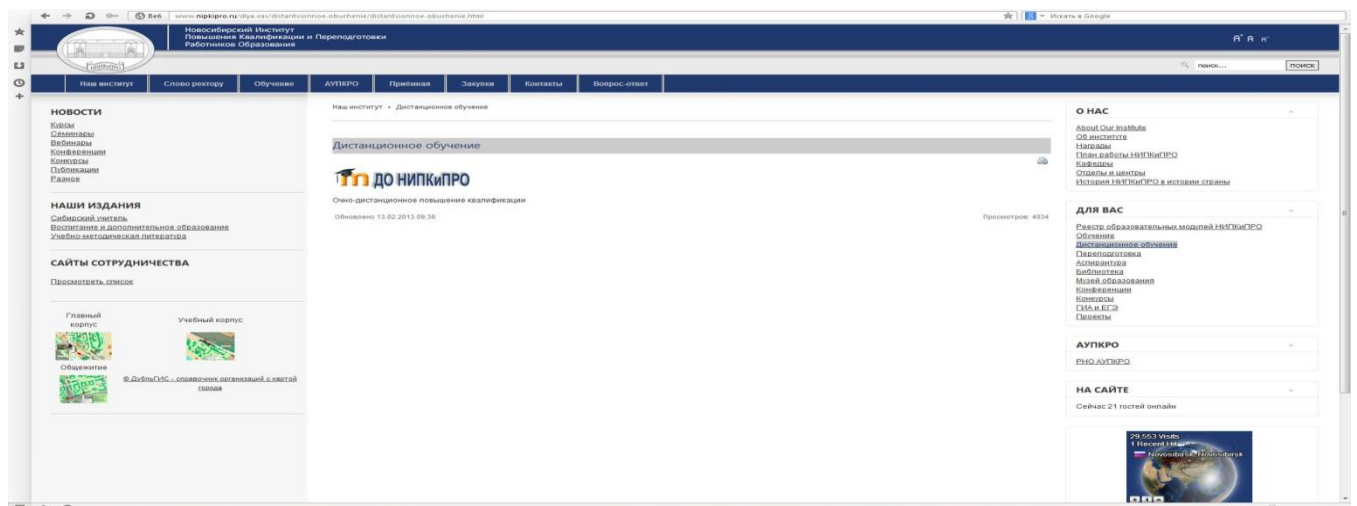 Веб
www.nipkipro.ru/dlya-vas/distantsionnoe-obuchenie/distantsionnoe-obuchenie.html
Искать в Google
Новосибирский Институт
Повышения Квалификации и Переподготовки
Работников Образования
поиск...
поиск
Наш институт
Слово ректору
Обучение
АУПКРО
Приёмная
Закупки
Контакты
Вопрос-ответ
НОВОСТИ
Курсы
Семинары
Вебинары
Конференции
Конкурсы
Публикации
Разное
НАШИ ИЗДАНИЯ
Сибирский учитель
Воспитание и дополнительное образование
Учебно-методическая литература
САЙТЫ СОТРУДНИЧЕСТВА
Просмотреть список
Главный
корпус
Учебный корпус
Общежитие
© ДубльГИС - справочник организаций с картой
города
Наш институт › Дистанционное обучение
Дистанционное обучение
ДО НИПКиПРО
Очно-дистанционное повышение квалификации
Обновлено 13.02.2013 09:38
Просмотров: 4034
О НАС
About Our Institute
Об институте
Награды
План работы НИПКиПРО
Кафедры
Отделы и центры
История НИПКиПРО в истории страны
ДЛЯ ВАС
Реестр образовательных модулей НИПКиПРО
Обучение
Дистанционное обучение
Переподготовка
Аспирантура
Библиотека
Музей образования
Конференции
Конкурсы
ГИА и ЕГЭ
Проекты
АУПКРО
РНО АУПКРО
НА САЙТЕ
Сейчас 21 гостей онлайн
29,553 Visits
1 Recent Hit
Novosibirsk, Novosibirsk